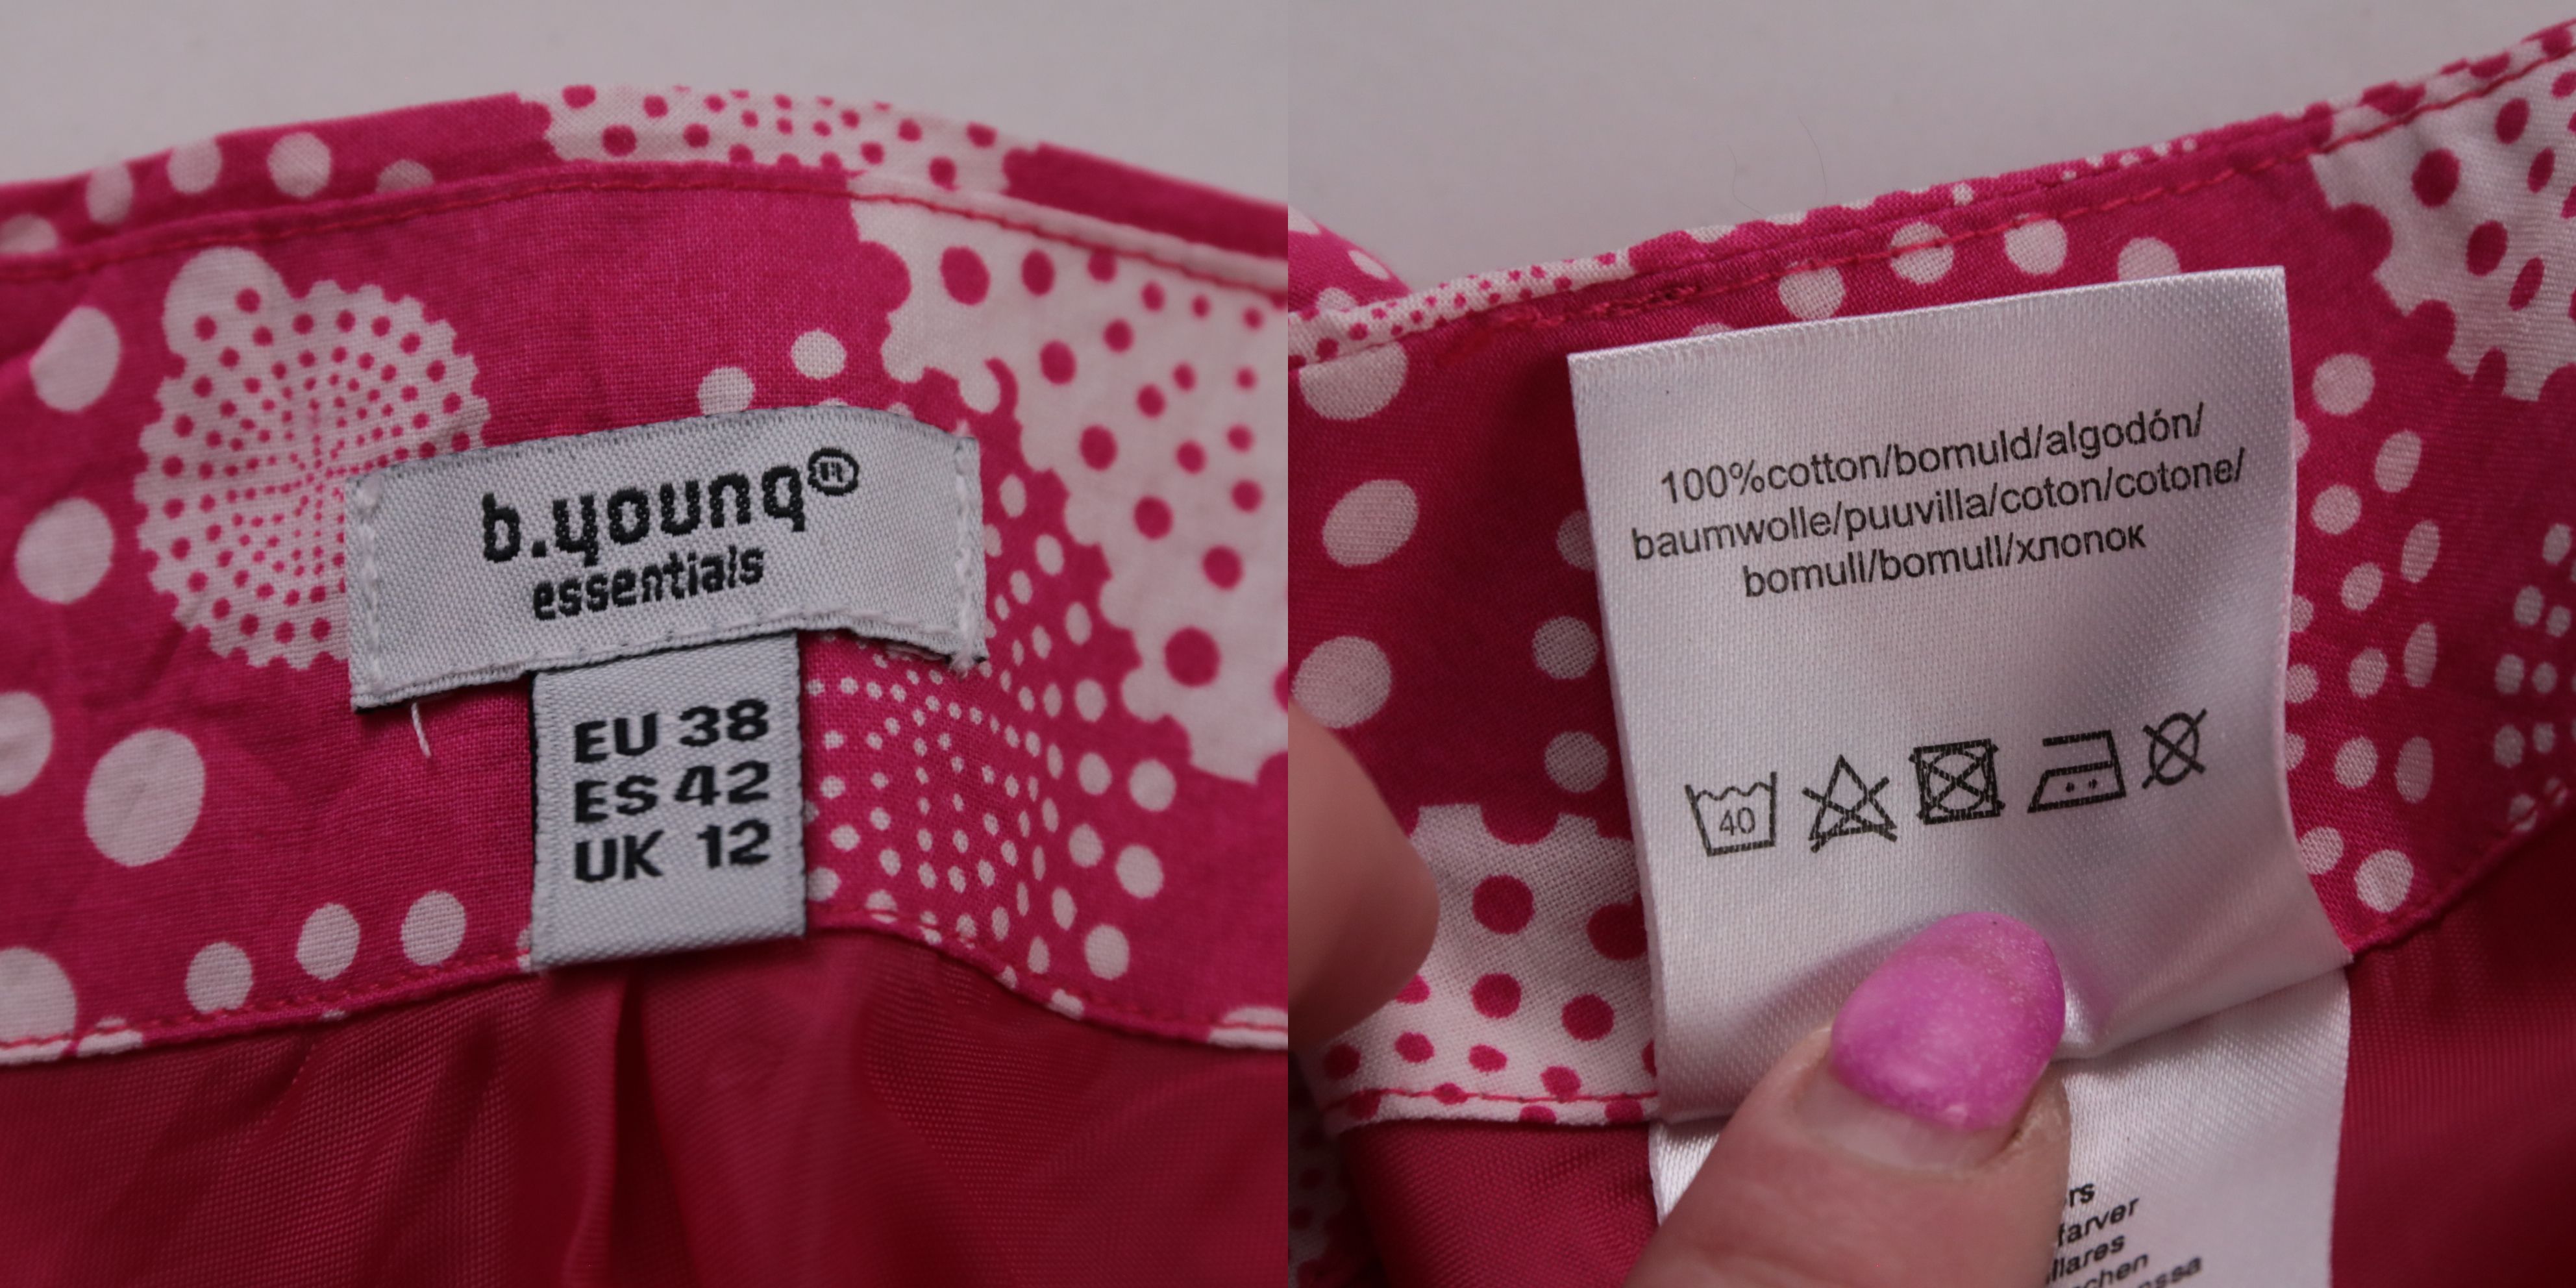 b.young®
essentials
EU 38
ES 42
UK 12
100%cotton/bomuld/algodón/
baumwolle/puuvilla/coton/cotone/
bomull/bomull/хлопок
40
farver